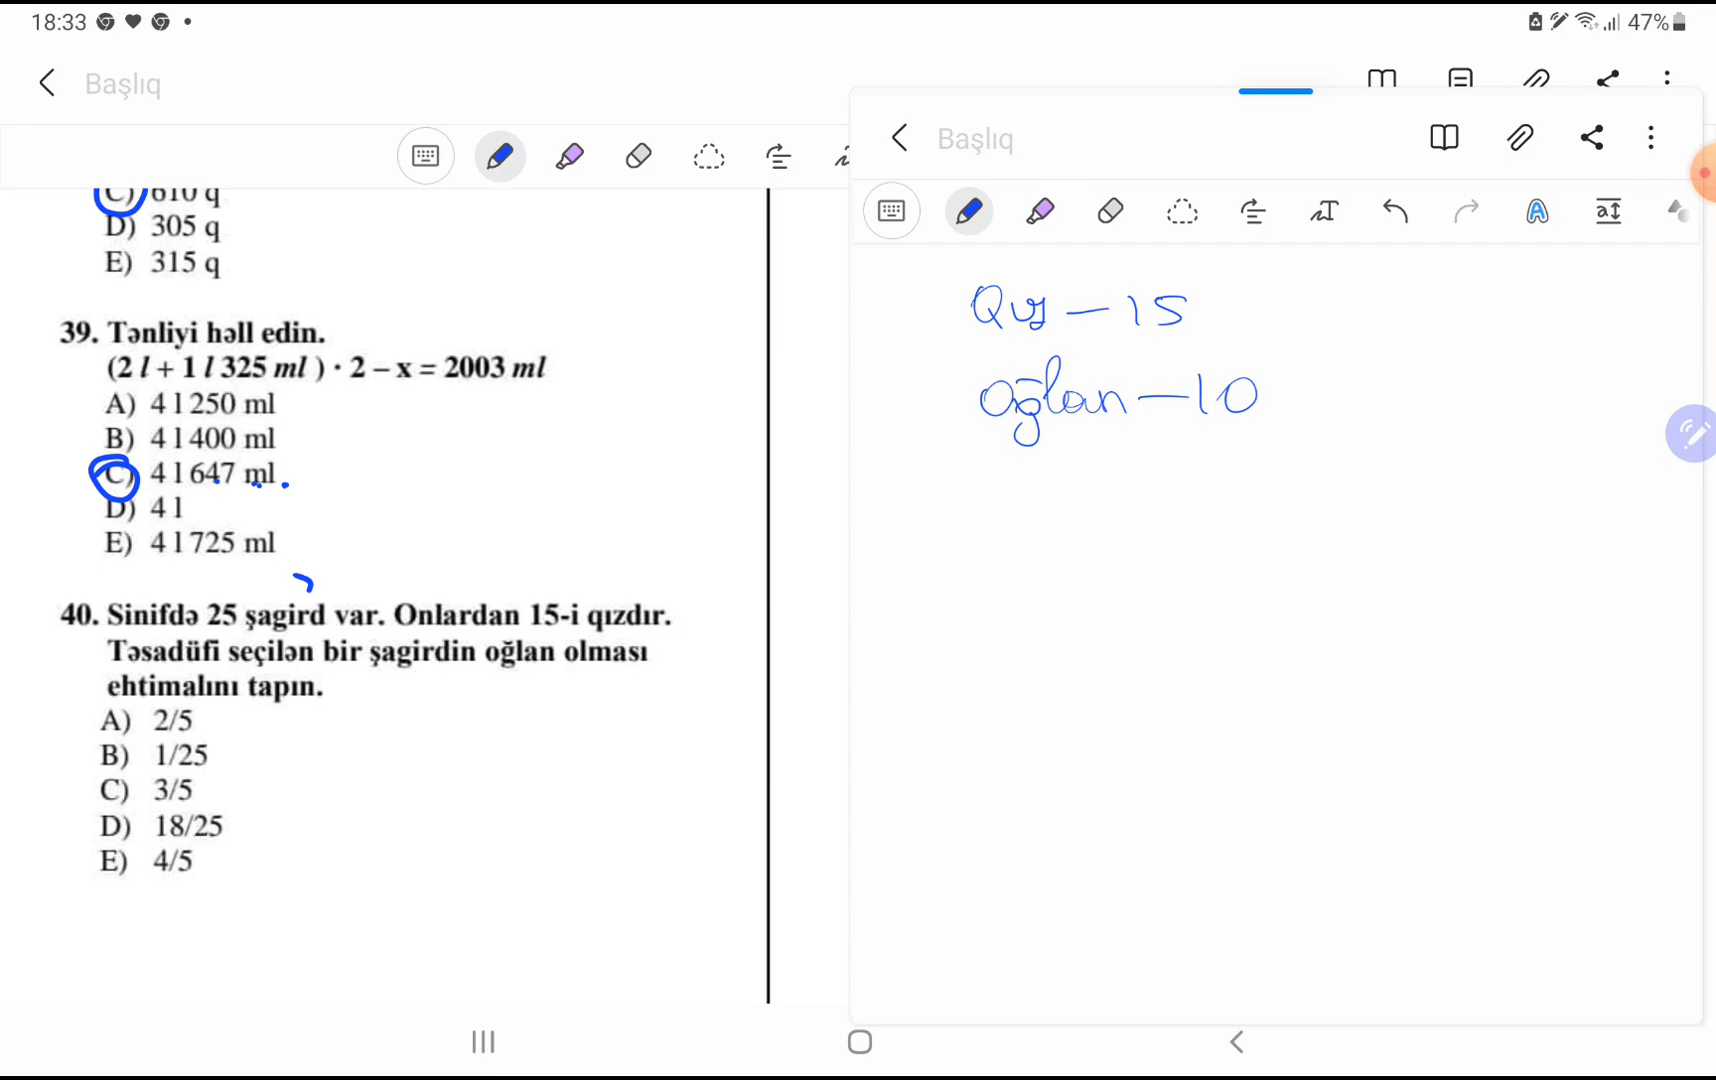 18:33
47%
Başlıq
C) 610 q
D) 305 q
E) 315 q
39. Tənliyi həll edin.
(2 l + 1 l 325 ml ) · 2 – x = 2003 ml
A) 4 l 250 ml
B) 4 l 400 ml
C) 4 l 647 ml
D) 4 l
E) 4 l 725 ml
40. Sinifdə 25 şagird var. Onlardan 15-i qızdır.
Təsadüfi seçilən bir şagirdin oğlan olması
ehtimalını tapın.
A) 2/5
B) 1/25
C) 3/5
D) 18/25
E) 4/5
Başlıq
Qız – 15
Oğlan – 10